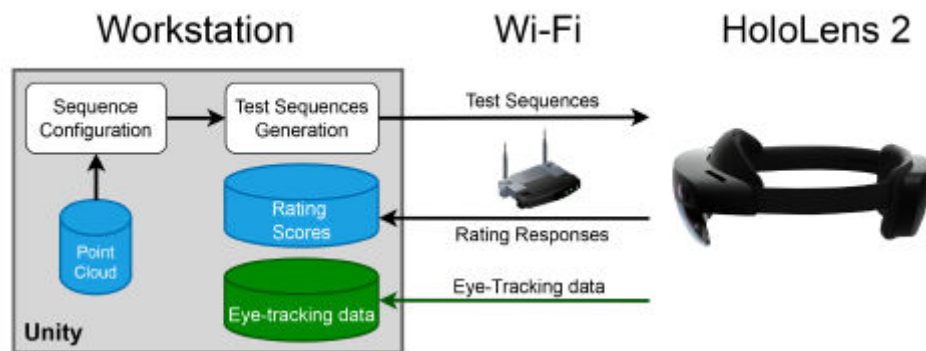 Workstation
Wi-Fi
HoloLens 2
Sequence
Configuration
Test Sequences
Generation
Test Sequences
Rating
Scores
Rating Responses
Point
Cloud
Eye-tracking data
Eye-Tracking data
Unity